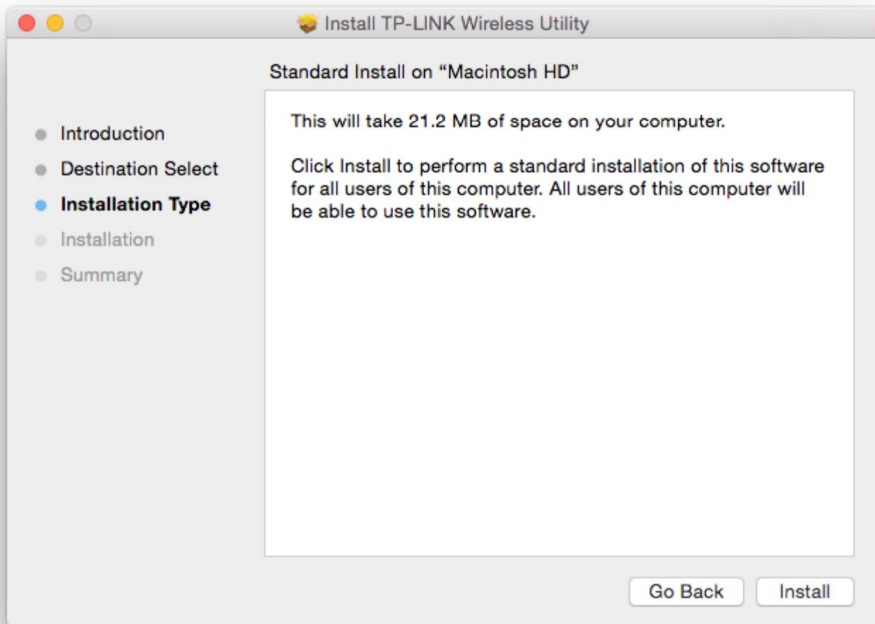 Install TP-LINK Wireless Utility
Standard Install on “Macintosh HD”
Introduction
Destination Select
Installation Type
Installation
Summary
This will take 21.2 MB of space on your computer.
Click Install to perform a standard installation of this software
for all users of this computer. All users of this computer will
be able to use this software.
Go Back
Install